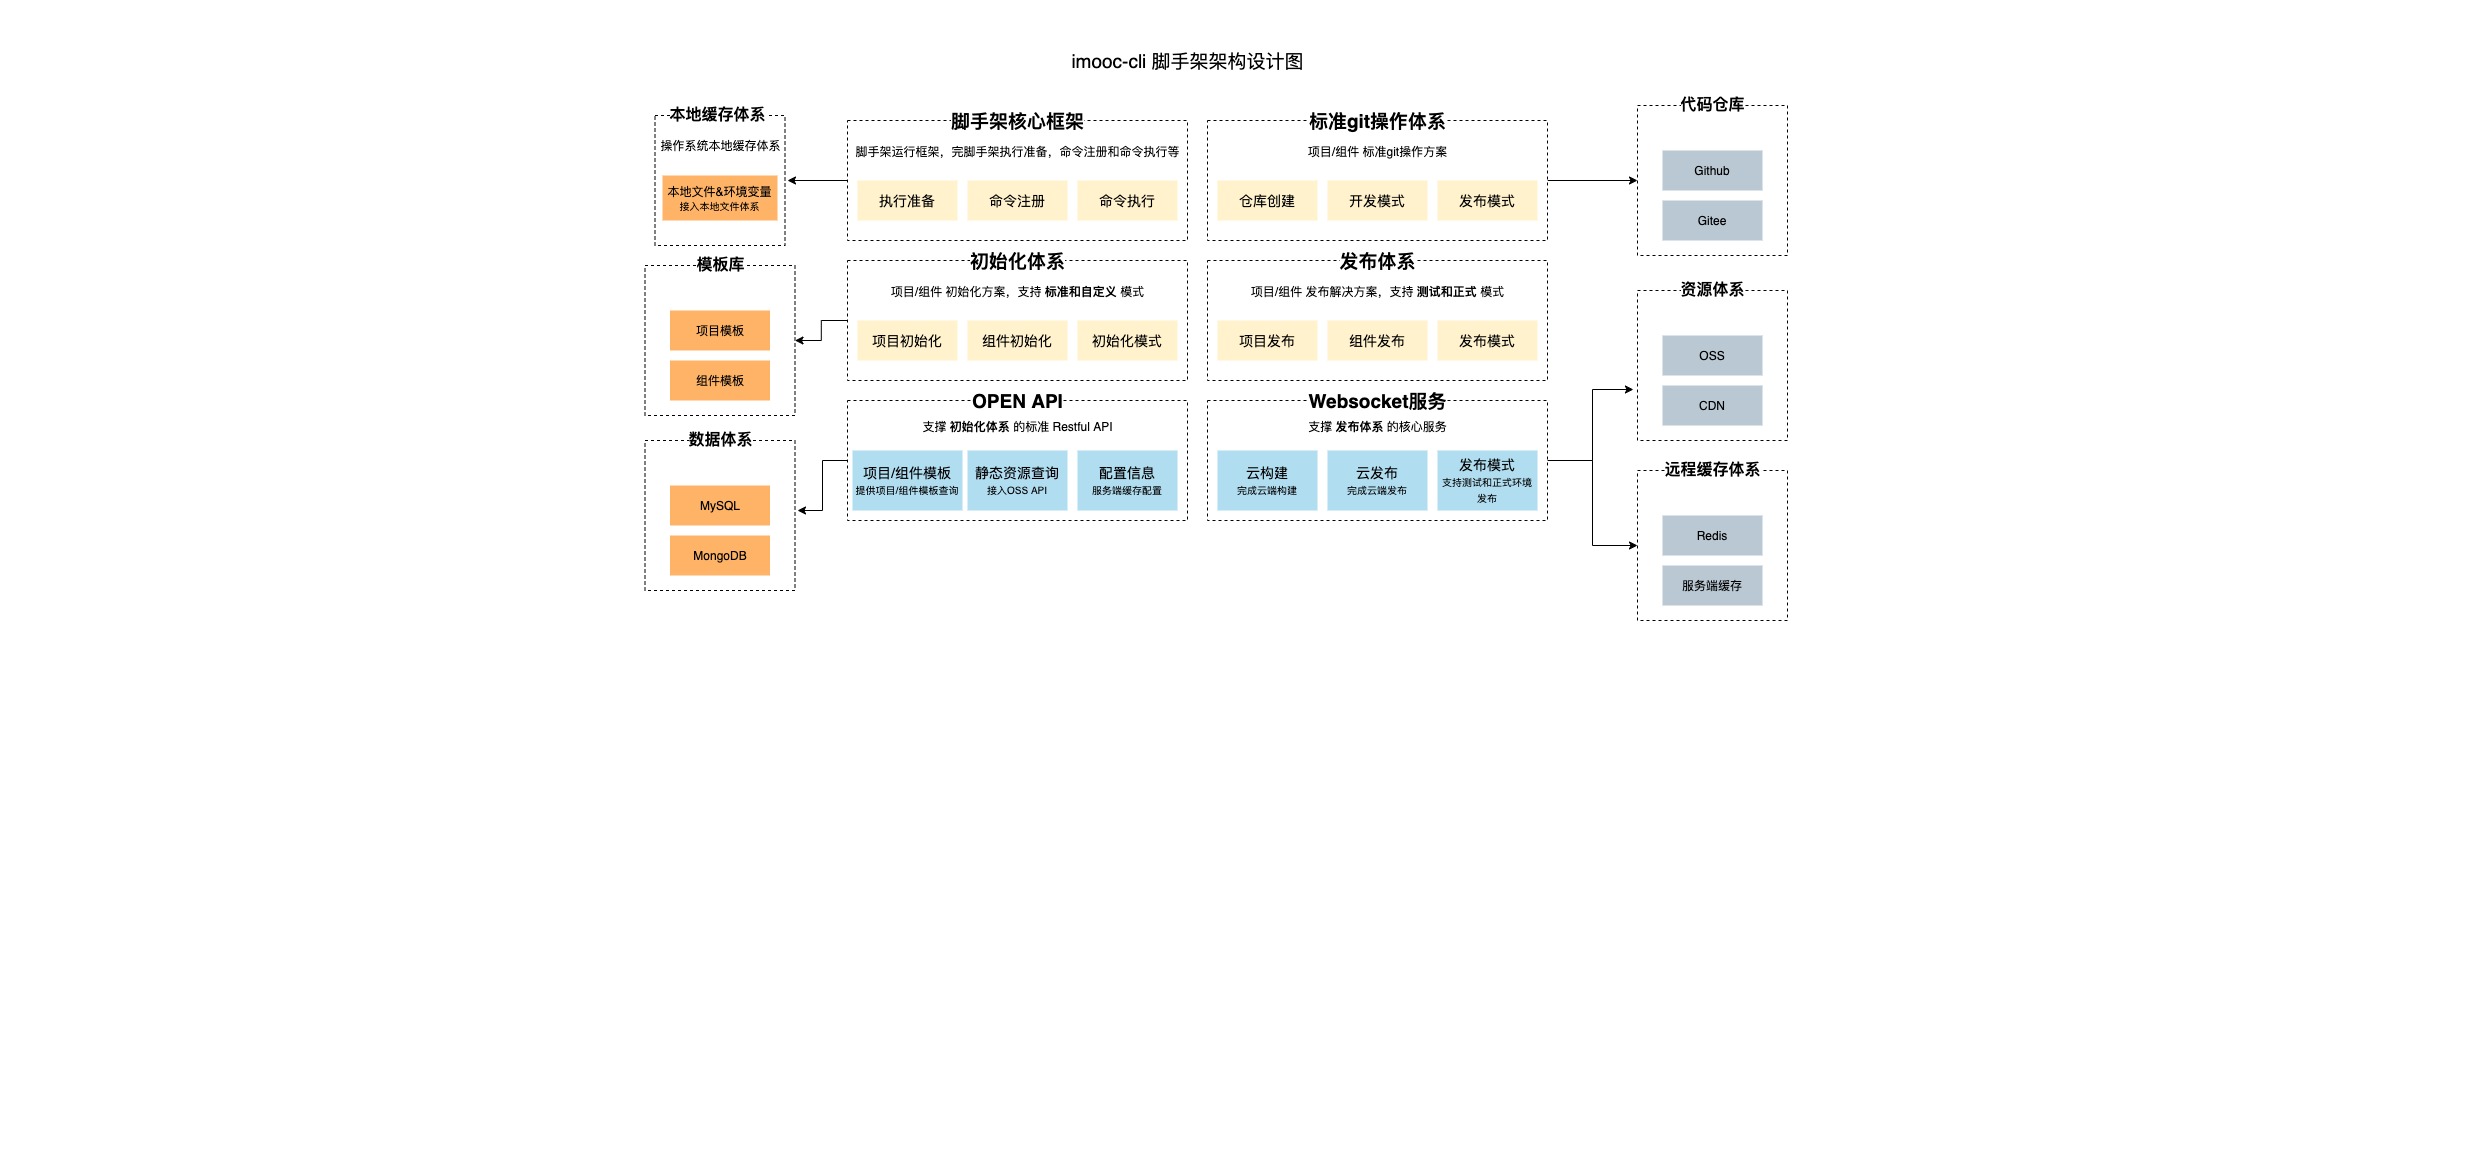 imooc-cli 脚手架架构设计图
本地缓存体系
操作系统本地缓存体系
本地文件&环境变量
接入本地文件体系
模板库
项目模板
组件模板
数据体系
MySQL
MongoDB
脚手架核心框架
脚手架运行框架，完脚手架执行准备，命令注册和命令执行等
执行准备
命令注册
命令执行
初始化体系
项目/组件 初始化方案，支持 标准和自定义 模式
项目初始化
组件初始化
初始化模式
OPEN API
支撑 初始化体系 的标准 Restful API
项目/组件模板
提供项目/组件模板查询
静态资源查询
接入OSS API
配置信息
服务端缓存配置
标准git操作体系
项目/组件 标准git操作方案
仓库创建
开发模式
发布模式
发布体系
项目/组件 发布解决方案，支持 测试和正式 模式
项目发布
组件发布
发布模式
Websocket服务
支撑 发布体系 的核心服务
云构建
完成云端构建
云发布
完成云端发布
发布模式
支持测试和正式环境
发布
代码仓库
Github
Gitee
资源体系
OSS
CDN
远程缓存体系
Redis
服务端缓存